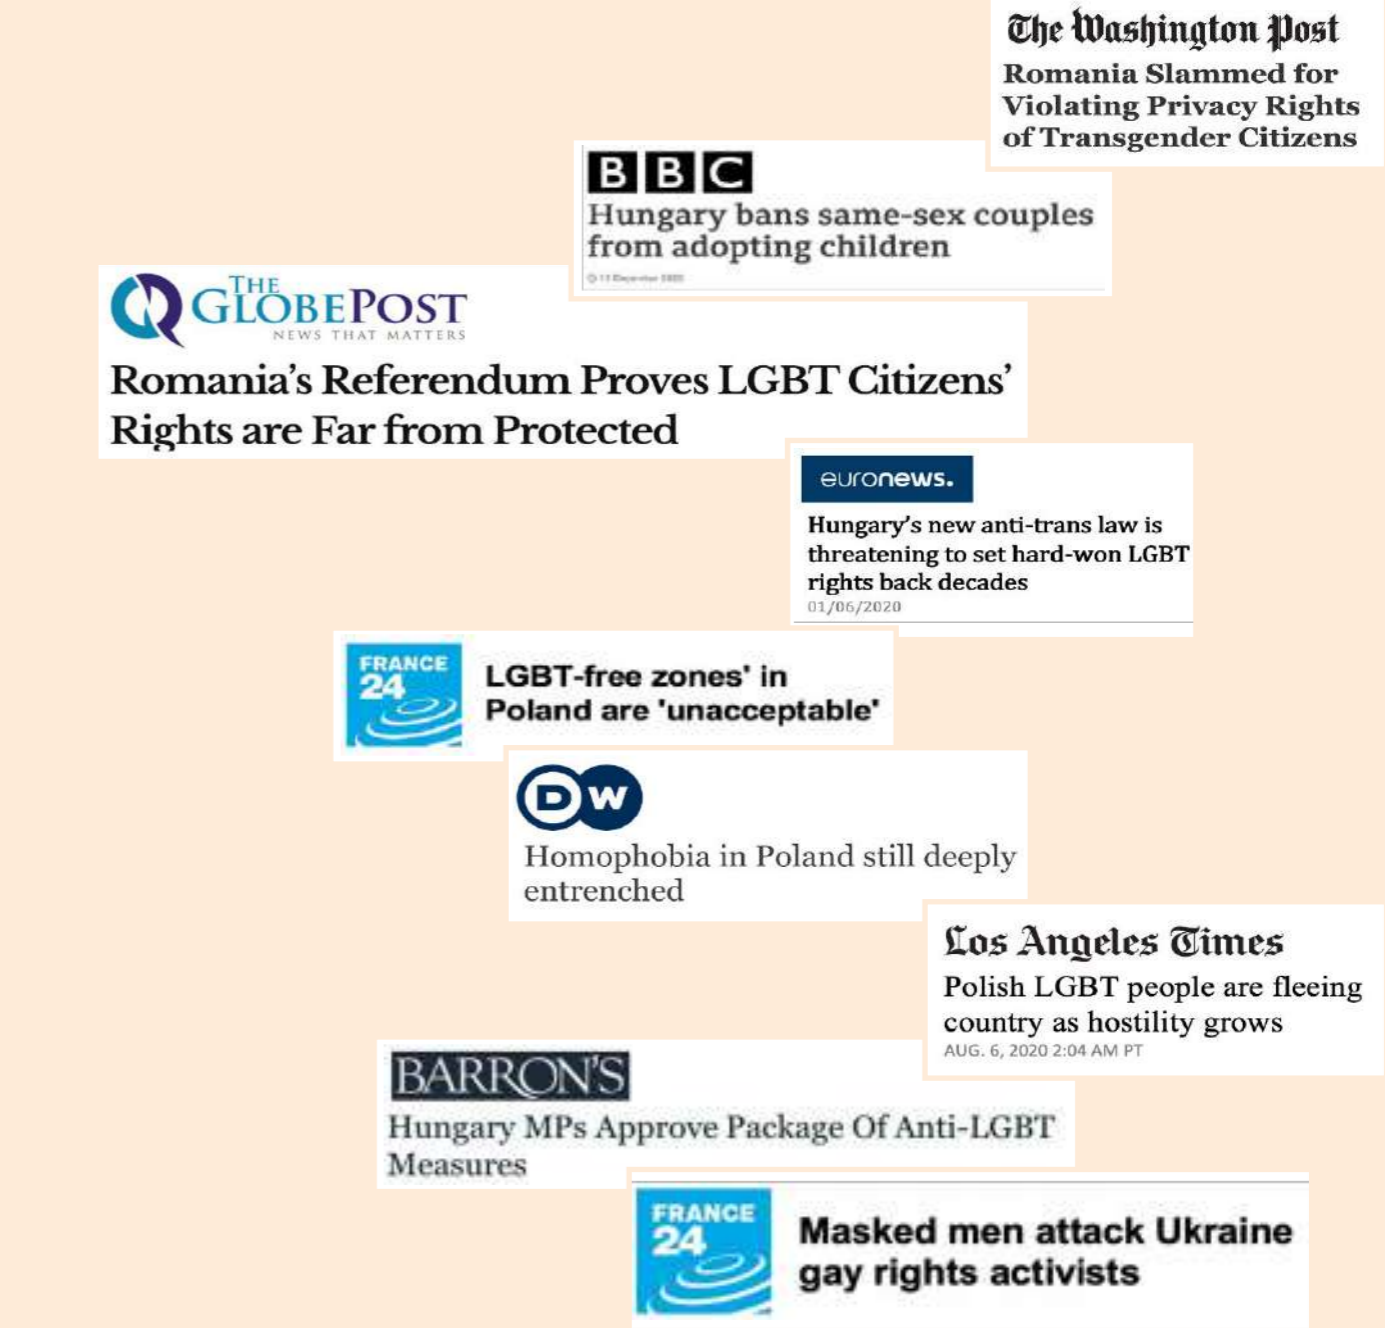 The Washington Post
Romania Slammed for
Violating Privacy Rights
of Transgender Citizens
BBC
Hungary bans same-sex couples
from adopting children
December
THE
GLOBEPOST
NEWS THAT MATTERS
Romania's Referendum Proves LGBT Citizens'
Rights are Far from Protected
euronews.
Hungary's new anti-trans law is
threatening to set hard-won LGBT
rights back decades
01/06/2020
FRANCE
24
LGBT-free zones' in
Poland are 'unacceptable'
DW
Homophobia in Poland still deeply
entrenched
Los Angeles Times
Polish LGBT people are fleeing
country as hostility grows
AUG. 6, 2020 2:04 AM PT
BARRON'S
Hungary MPs Approve Package Of Anti-LGBT
Measures
FRANCE
24
Masked men attack Ukraine
gay rights activists